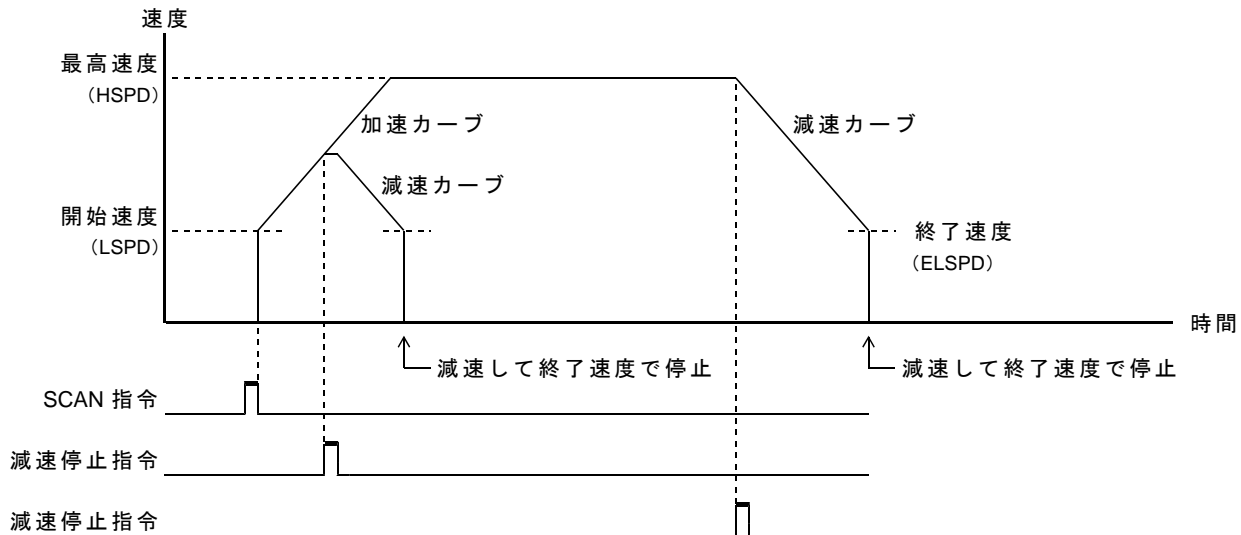 速度
最高速度
（HSPD）
加速カーブ
減速カーブ
減速カーブ
開始速度
（LSPD）
終了速度
（ELSPD）
時間
減速して終了速度で停止
減速して終了速度で停止
SCAN 指令
減速停止指令
減速停止指令